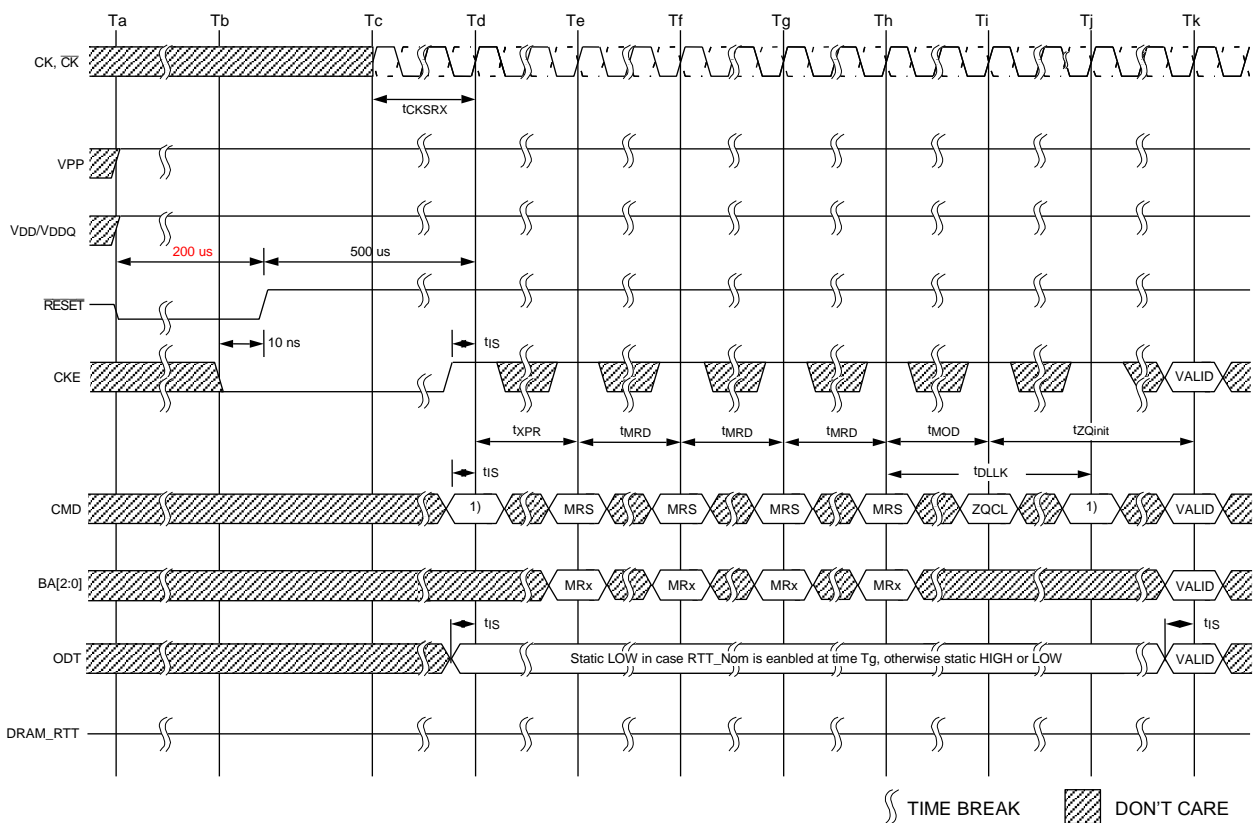 Ta Tb Tc Td Te Tf Tg Th Ti Tj Tk
CK, CK
tCKSRX
VPP
VDD/VDDQ
200 us 500 us
RESET
10 ns tIS
CKE VALID
tXPR tMRD tMRD tMRD tMOD tZQinit
tIS tDLLK
CMD 1) MRS MRS MRS MRS ZQCL 1) VALID
BA[2:0] MRx MRx MRx MRx VALID
tIS tIS
ODT Static LOW in case RTT_Nom is eanbled at time Tg, otherwise static HIGH or LOW VALID
DRAM_RTT
TIME BREAK DON'T CARE